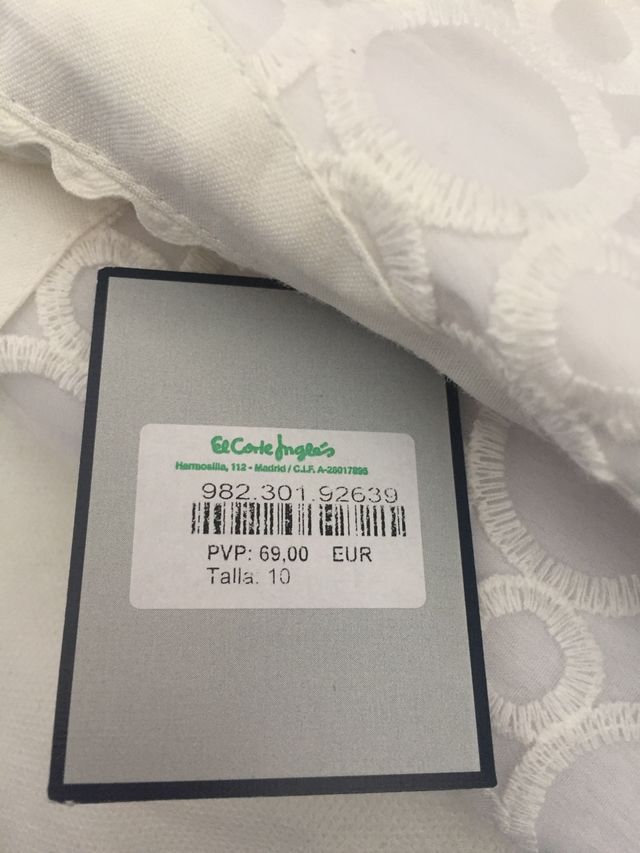 El Corte Inglés
Hermosilla, 112 - Madrid / C.I.F. A-28017895
982.301.92639
PVP: 69,00 EUR
Talla: 10